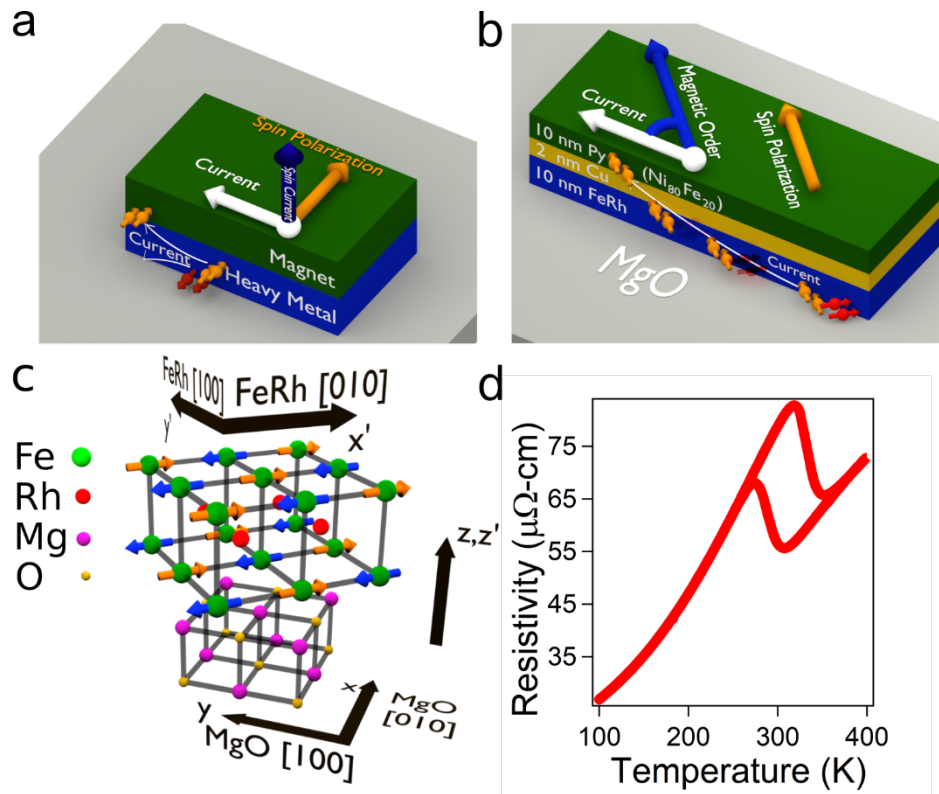 a
Spin Polarization
Current
Spin Current
Magnet
Current
Heavy Metal
b
Magnetic Order
Current
Spin Polarization
10 nm Py (Ni80Fe20)
2 nm Cu
10 nm FeRh
Current
MgO
c
FeRh [100]
FeRh [010]
y'
x'
Fe
Rh
Mg
O
z,z'
x
MgO
[010]
y
MgO [100]
d
Resistivity (μΩ-cm)
75
65
55
45
35
100
200
300
400
Temperature (K)